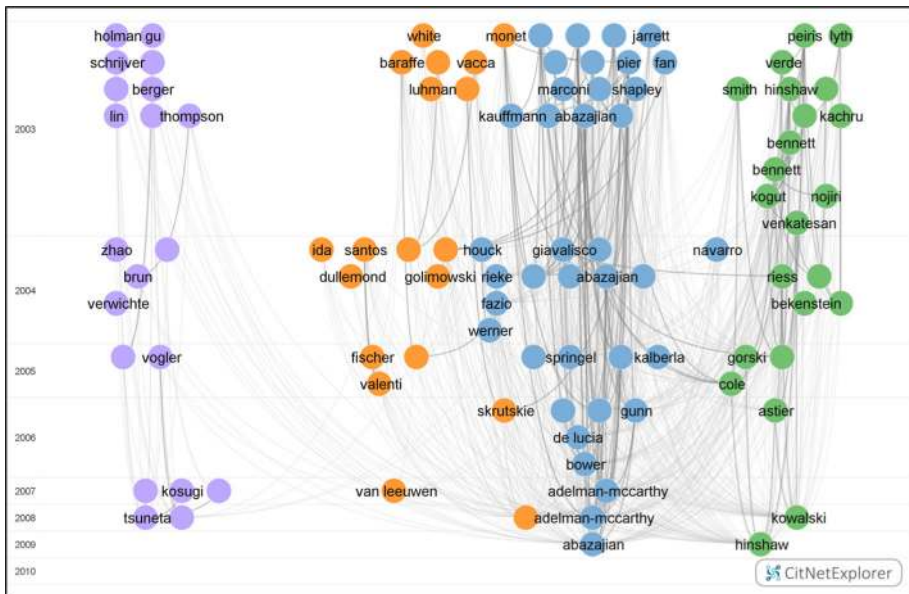 holman gu white monet jarrett peiris lyth
schrijver baraffe vacca pier fan verde
berger luhman marconi shapley smith hinshaw
lin thompson kauffmann abazajian kachru
2003
bennett
bennett
kogut nojiri
venkatesan
zhao ida santos houck giavalisco navarro
brun dullemond golimowski rieke abazajian riess
2004
verwichte fazio bekenstein
werner
vogler fischer springel kalberla gorski
2005
valenti cole
skrutskie gunn astier
2006
de lucia
bower
2007 kosugi van leeuwen adelman-mccarthy
2008 tsuneta adelman-mccarthy kowalski
2009 abazajian hinshaw
2010
CitNetExplorer